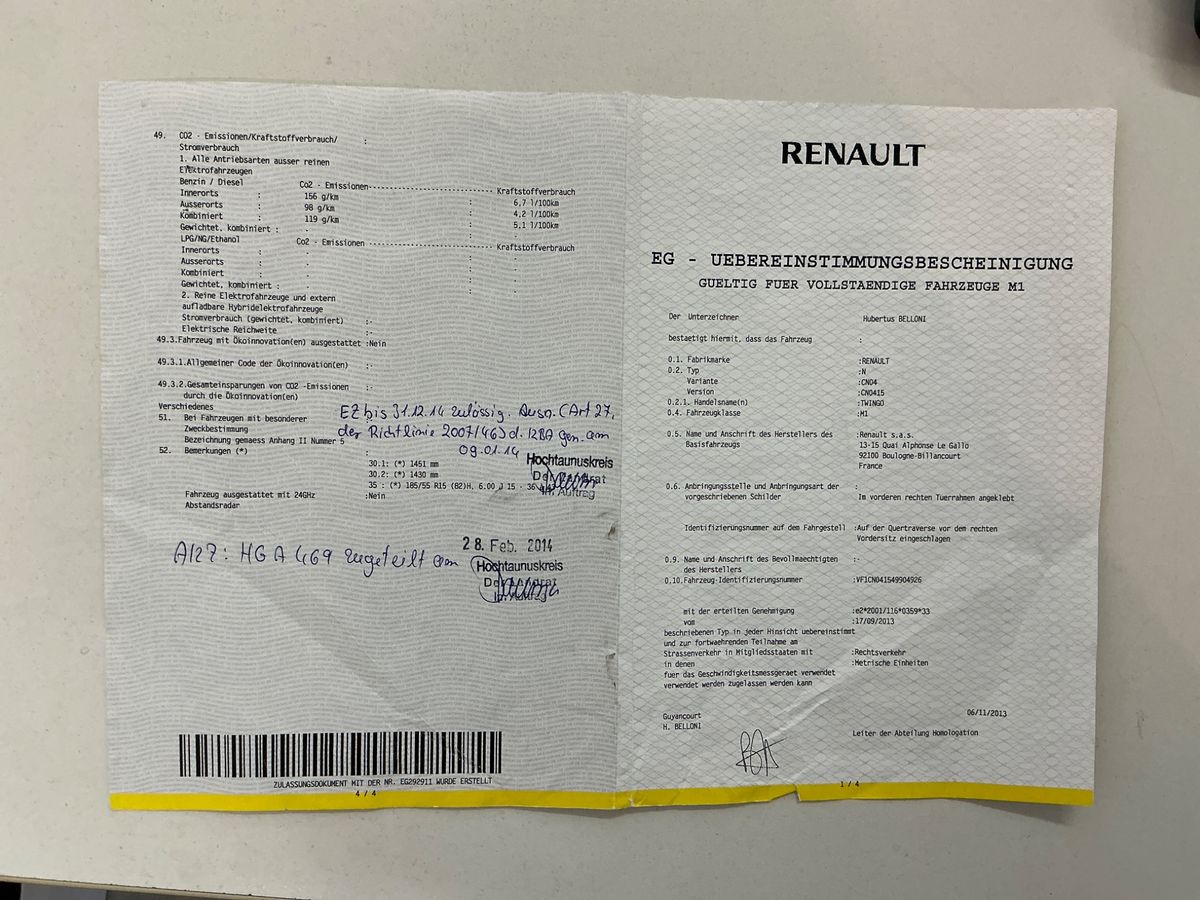 49. CO2 - Emissionen/Kraftstoffverbrauch/ :
Stromverbrauch
1. Alle Antriebsarten ausser reinen
Elektrofahrzeugen
Benzin / Diesel Co2 - Emissionen------------------------------ Kraftstoffverbrauch
Innerorts : 156 g/km : 6,7 l/100km
Ausserorts : 98 g/km : 4,2 l/100km
Kombiniert : 119 g/km : 5,1 l/100km
Gewichtet, kombiniert : - : -
LPG/NG/Ethanol Co2 - Emissionen ------------------------------ Kraftstoffverbrauch
Innerorts : - : -
Ausserorts : - : -
Kombiniert : - : -
Gewichtet, kombiniert : - : -
2. Reine Elektrofahrzeuge und extern
aufladbare Hybridelektrofahrzeuge
Stromverbrauch (gewichtet, kombiniert) :-
Elektrische Reichweite :-
49.3.Fahrzeug mit Ökoinnovation(en) ausgestattet :Nein
49.3.1.Allgemeiner Code der Ökoinnovation(en) :-
49.3.2.Gesamteinsparungen von CO2 -Emissionen :-
durch die Ökoinnovation(en)
Verschiedenes
51. Bei Fahrzeugen mit besonderer
Zweckbestimmung
Bezeichnung gemaess Anhang II Nummer 5
EZ bis 31.12.14 zulässig. Ausn. (Art 27,
der Richtlinie 2007/46) d. KBA gen. am
09.01.14
52. Bemerkungen (*) :
30.1: (*) 1451 mm
30.2: (*) 1430 mm
35 : (*) 185/55 R15 (82)H, 6.00 J 15 - 36
Hochtaunuskreis
Der Landrat
Im Auftrag
Fahrzeug ausgestattet mit 24GHz :Nein
Abstandsradar
28. Feb. 2014
AKZ: HG A 469 zugeteilt am
Hochtaunuskreis
Der Landrat
Im Auftrag
ZULASSUNGSDOKUMENT MIT DER NR. EG292911 WURDE ERSTELLT
4 / 4
RENAULT
EG - UEBEREINSTIMMUNGSBESCHEINIGUNG
GUELTIG FUER VOLLSTAENDIGE FAHRZEUGE M1
Der Unterzeichner Hubertus BELLONI
bestaetigt hiermit, dass das Fahrzeug :
0.1. Fabrikmarke :RENAULT
0.2. Typ :N
Variante :CN04
Version :CN0415
0.2.1. Handelsname(n) :TWINGO
0.4. Fahrzeugklasse :M1
0.5. Name und Anschrift des Herstellers des :Renault s.a.s.
Basisfahrzeugs 13-15 Quai Alphonse Le Gallo
92100 Boulogne-Billancourt
France
0.6. Anbringungsstelle und Anbringungsart der :
vorgeschriebenen Schilder Im vorderen rechten Tuerrahmen angeklebt
Identifizierungsnummer auf dem Fahrgestell :Auf der Quertraverse vor dem rechten
Vordersitz eingeschlagen
0.9. Name und Anschrift des Bevollmaechtigten :-
des Herstellers
0.10.Fahrzeug-Identifizierungsnummer :VF1CN041549904926
mit der erteilten Genehmigung :e2*2001/116*0359*33
vom :17/09/2013
beschriebenen Typ in jeder Hinsicht uebereinstimmt
und zur fortwaehrenden Teilnahme am
Strassenverkehr in Mitgliedsstaaten mit :Rechtsverkehr
in denen :Metrische Einheiten
fuer das Geschwindigkeitsmessgeraet verwendet
verwendet werden zugelassen werden kann
Guyancourt 06/11/2013
H. BELLONI
Leiter der Abteilung Homologation
1 / 4